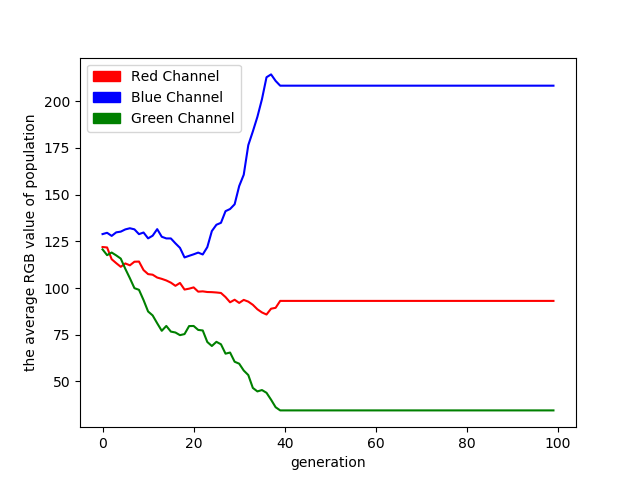 Red Channel
Blue Channel
Green Channel
200
175
150
125
100
75
50
the average RGB value of population
0 20 40 60 80 100
generation